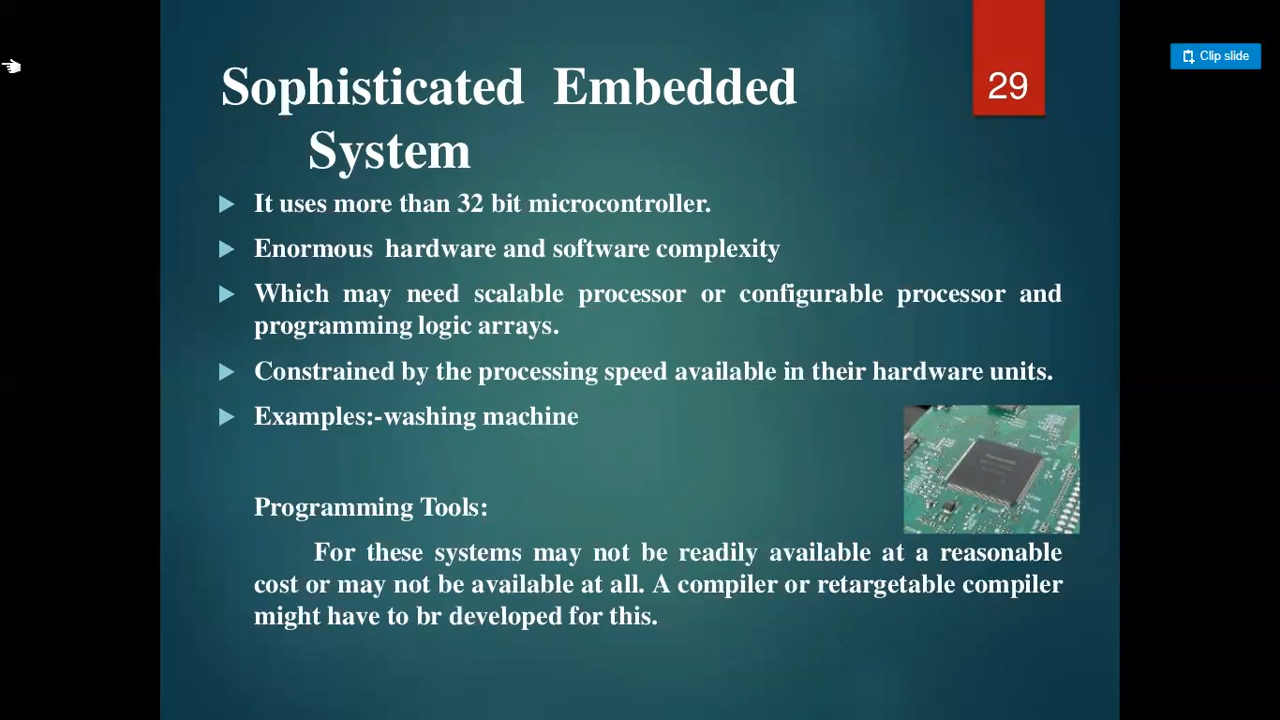 Sophisticated Embedded
System
29
Clip slide
It uses more than 32 bit microcontroller.
Enormous hardware and software complexity
Which may need scalable processor or configurable processor and
programming logic arrays.
Constrained by the processing speed available in their hardware units.
Examples:-washing machine
Programming Tools:
For these systems may not be readily available at a reasonable
cost or may not be available at all. A compiler or retargetable compiler
might have to br developed for this.